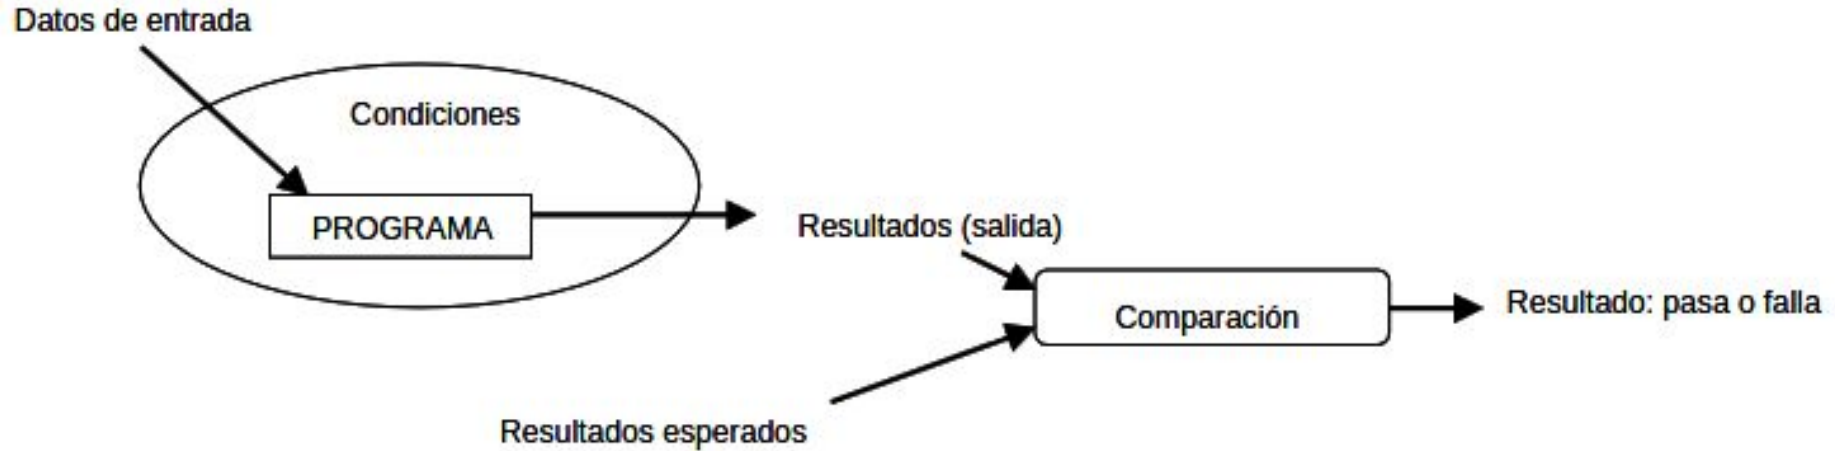 Datos de entrada
Condiciones
PROGRAMA
Resultados (salida)
Comparación
Resultado: pasa o falla
Resultados esperados